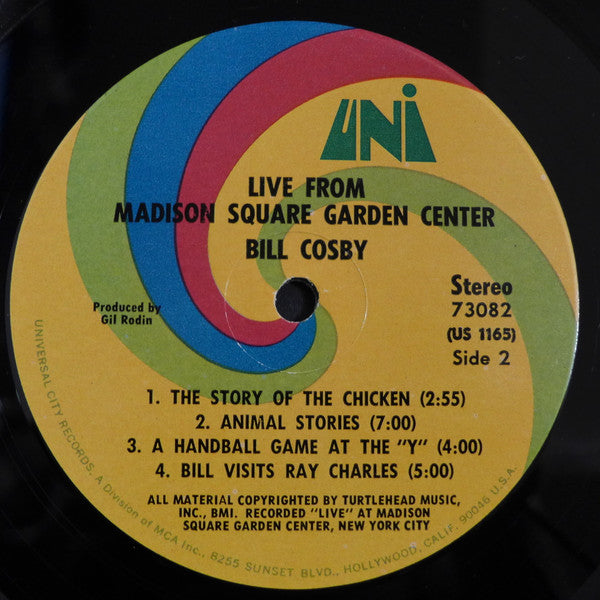 UNI
LIVE FROM
MADISON SQUARE GARDEN CENTER
BILL COSBY
Produced by
Gil Rodin
Stereo
73082
(US 1165)
Side 2
1. THE STORY OF THE CHICKEN (2:55)
2. ANIMAL STORIES (7:00)
3. A HANDBALL GAME AT THE "Y" (4:00)
4. BILL VISITS RAY CHARLES (5:00)
ALL MATERIAL COPYRIGHTED BY TURTLEHEAD MUSIC,
INC., BMI. RECORDED "LIVE" AT MADISON
SQUARE GARDEN CENTER, NEW YORK CITY
UNIVERSAL CITY RECORDS, A Division of MCA Inc., 8255 SUNSET BLVD., HOLLYWOOD, CALIF. 90046 U.S.A.